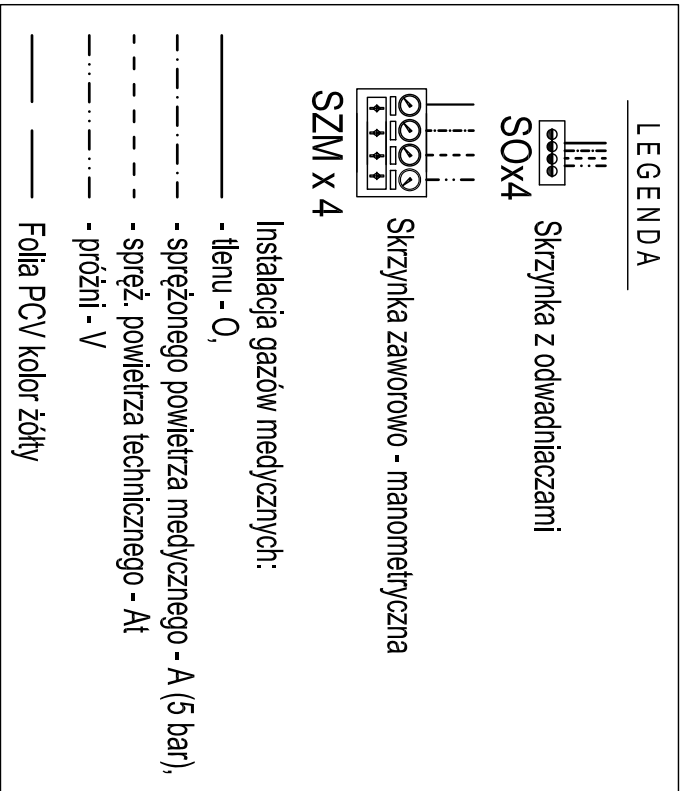 LEGENDA
SOx4
Skrzynka z odwadniaczami
SZM x 4
Skrzynka zaworowo - manometryczna
Instalacja gazów medycznych:
- tlenu - O,
- sprężonego powietrza medycznego - A (5 bar),
- spręż. powietrza technicznego - At
- próżni - V
Folia PCV kolor żółty